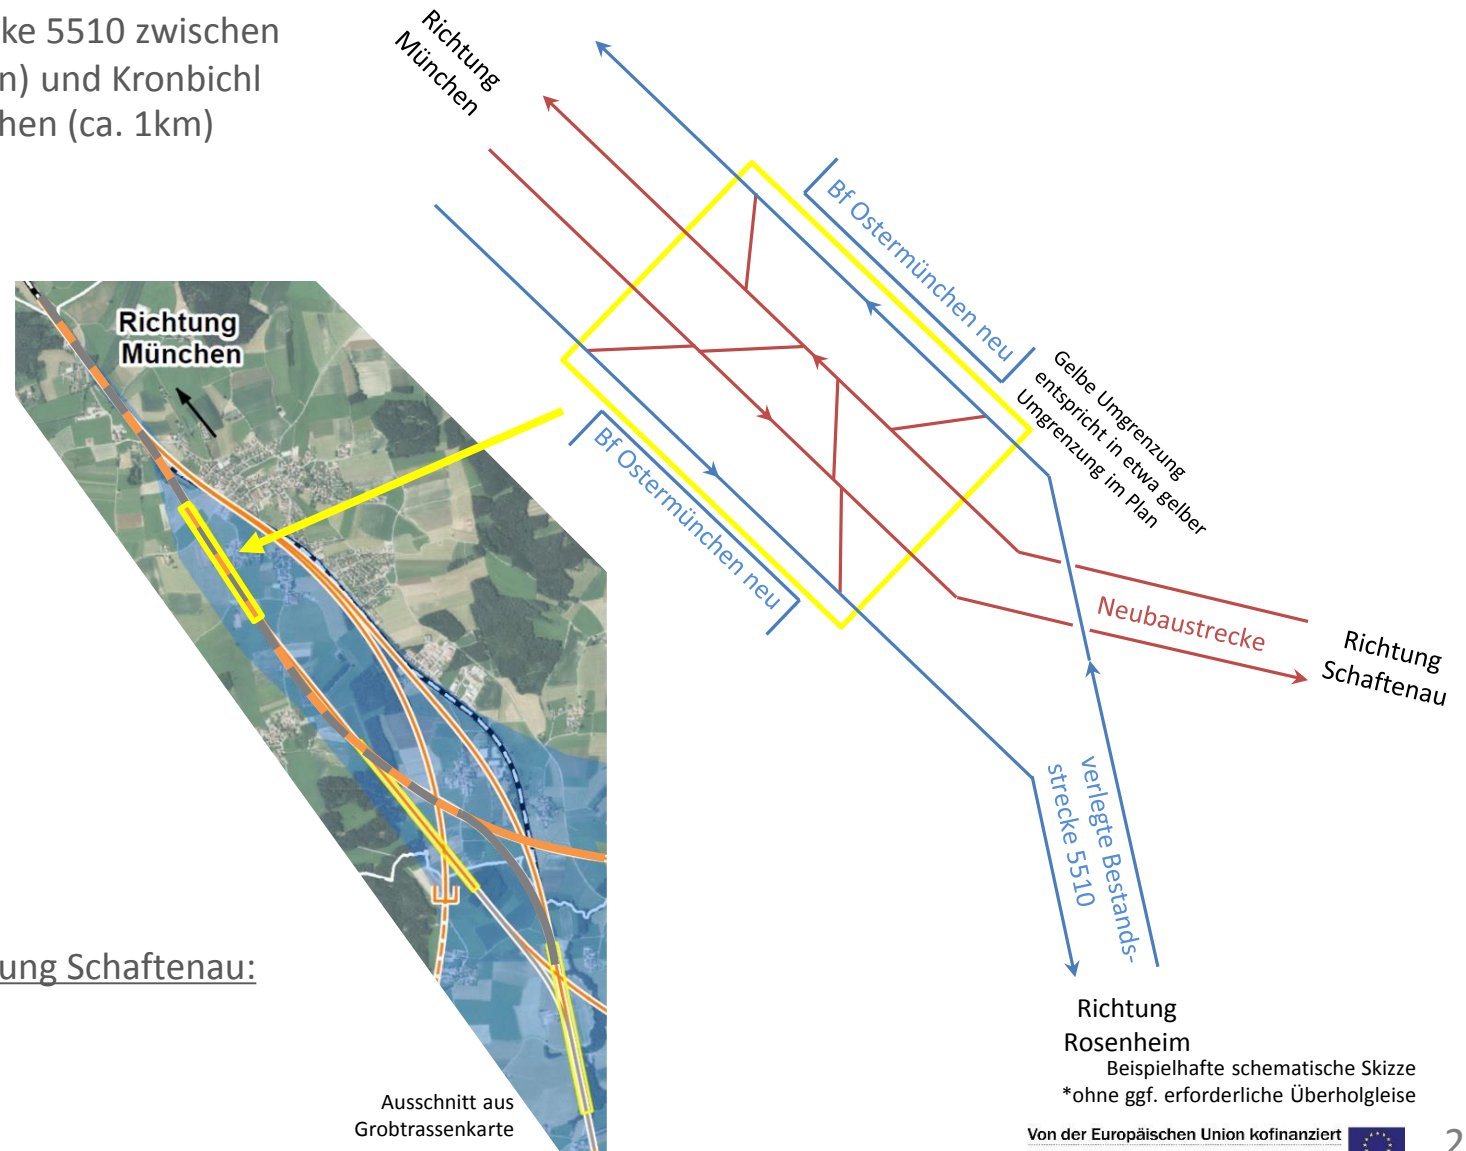 ke 5510 zwischen
n) und Kronbichl
hen (ca. 1km)
Richtung
München
Bf Ostermünchen neu
Gelbe Umgrenzung
entspricht in etwa gelber
Umgrenzung im Plan
Richtung
München
Bf Ostermünchen neu
Neubaustrecke
Richtung
Schaftenau
verlegte Bestands-
strecke 5510
ung Schaftenau:
Richtung
Rosenheim
Beispielhafte schematische Skizze
*ohne ggf. erforderliche Überholgleise
Ausschnitt aus
Grobtrassenkarte
Von der Europäischen Union kofinanziert
2